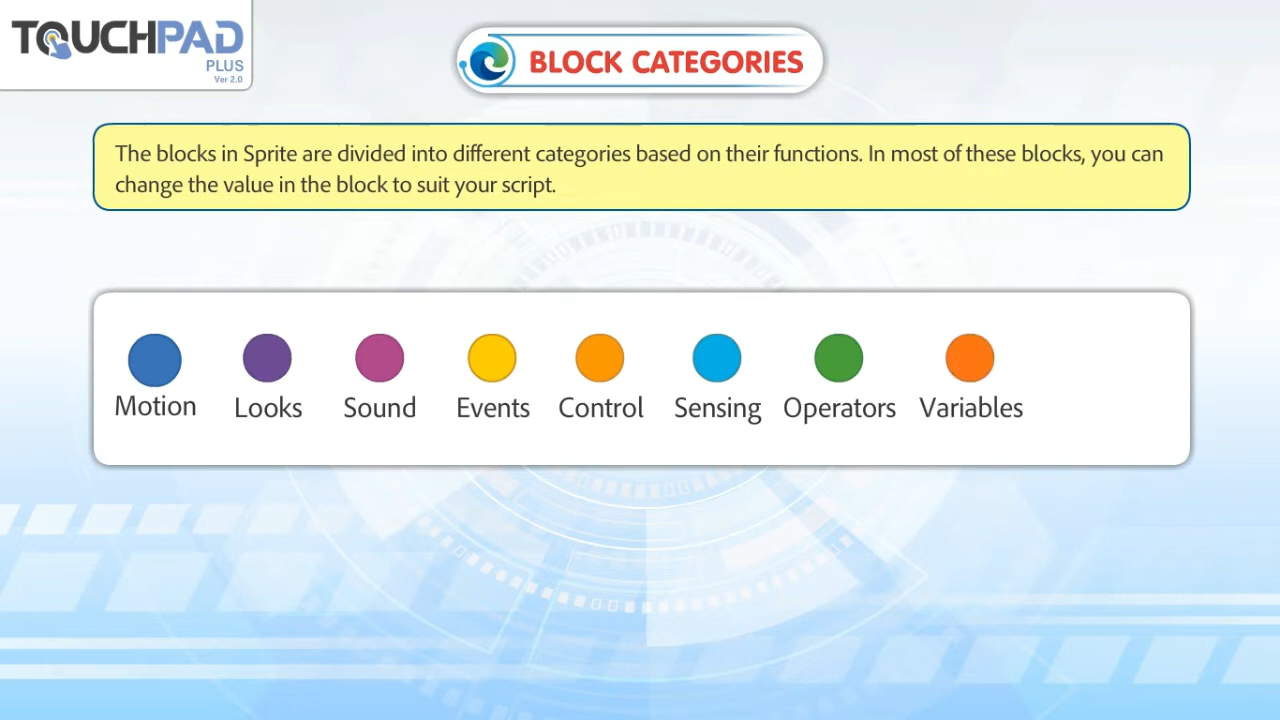 TOUCHPAD
PLUS
Ver 2.0
BLOCK CATEGORIES
The blocks in Sprite are divided into different categories based on their functions. In most of these blocks, you can
change the value in the block to suit your script.
Motion Looks Sound Events Control Sensing Operators Variables